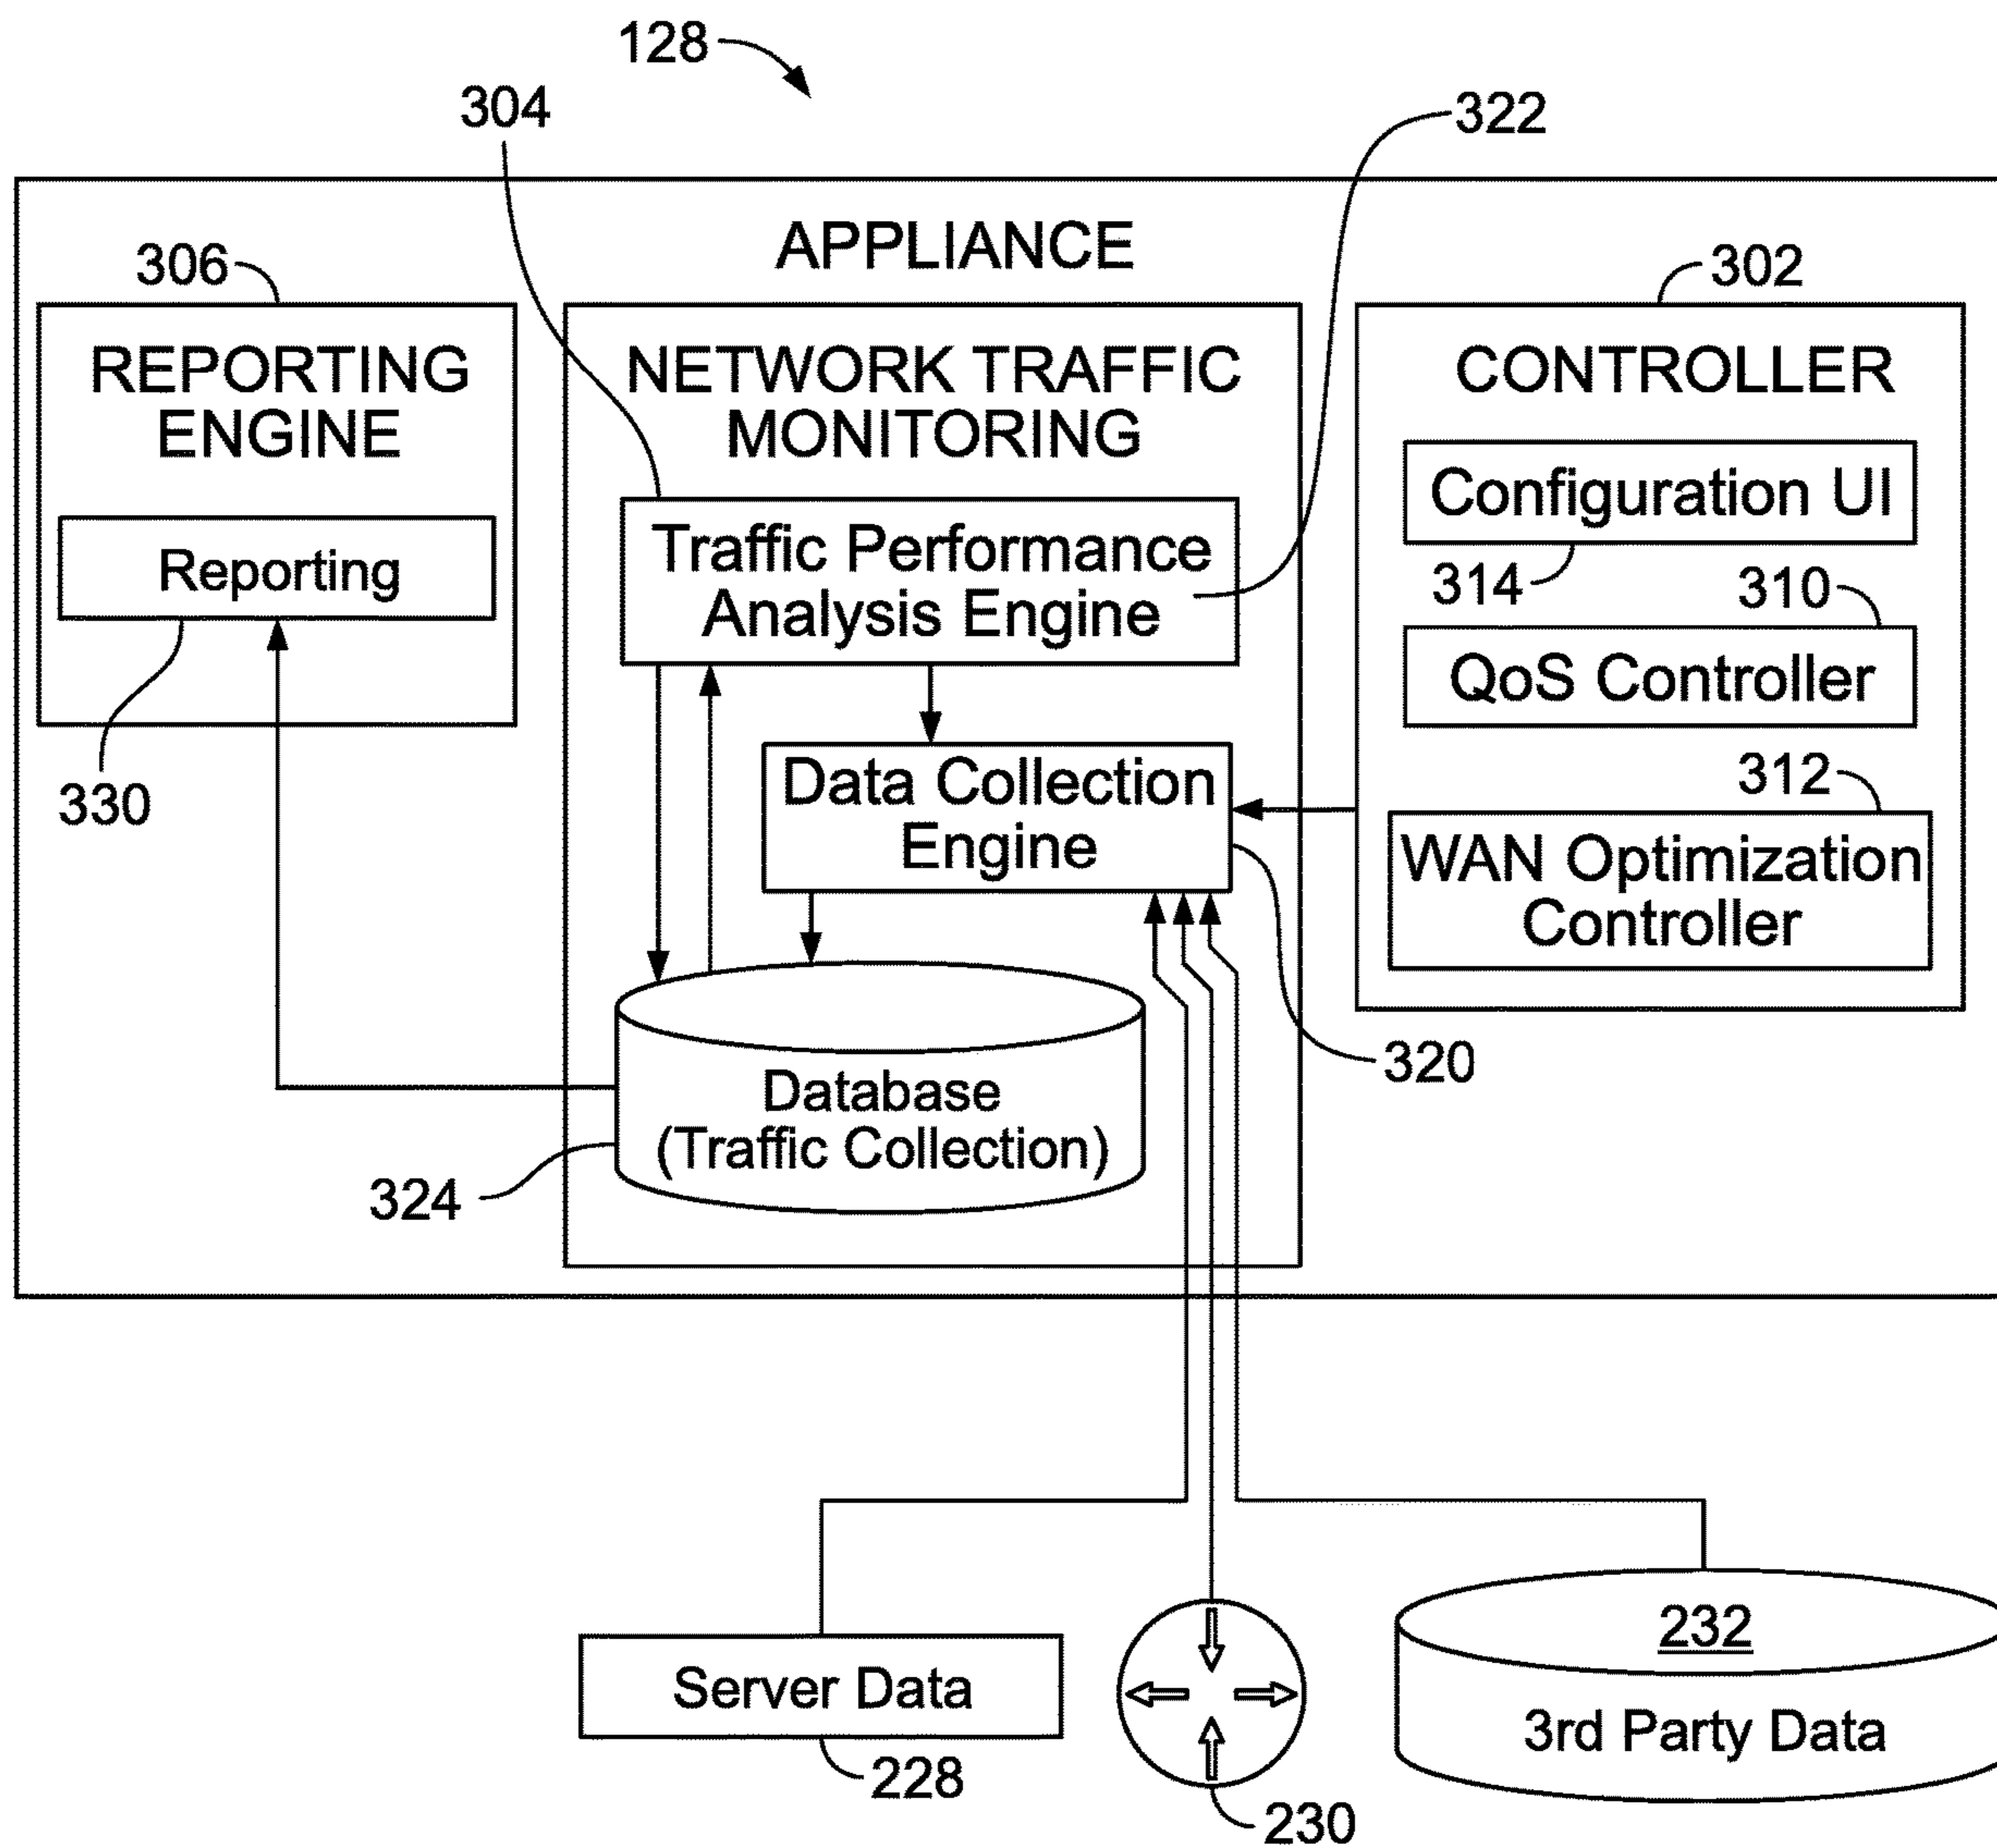 128
304
322
APPLIANCE
306
302
REPORTING
ENGINE
NETWORK TRAFFIC
MONITORING
CONTROLLER
Configuration UI
314
Reporting
Traffic Performance
Analysis Engine
310
QoS Controller
330
Data Collection
Engine
312
WAN Optimization
Controller
320
Database
(Traffic Collection)
324
Server Data
228
230
232
3rd Party Data